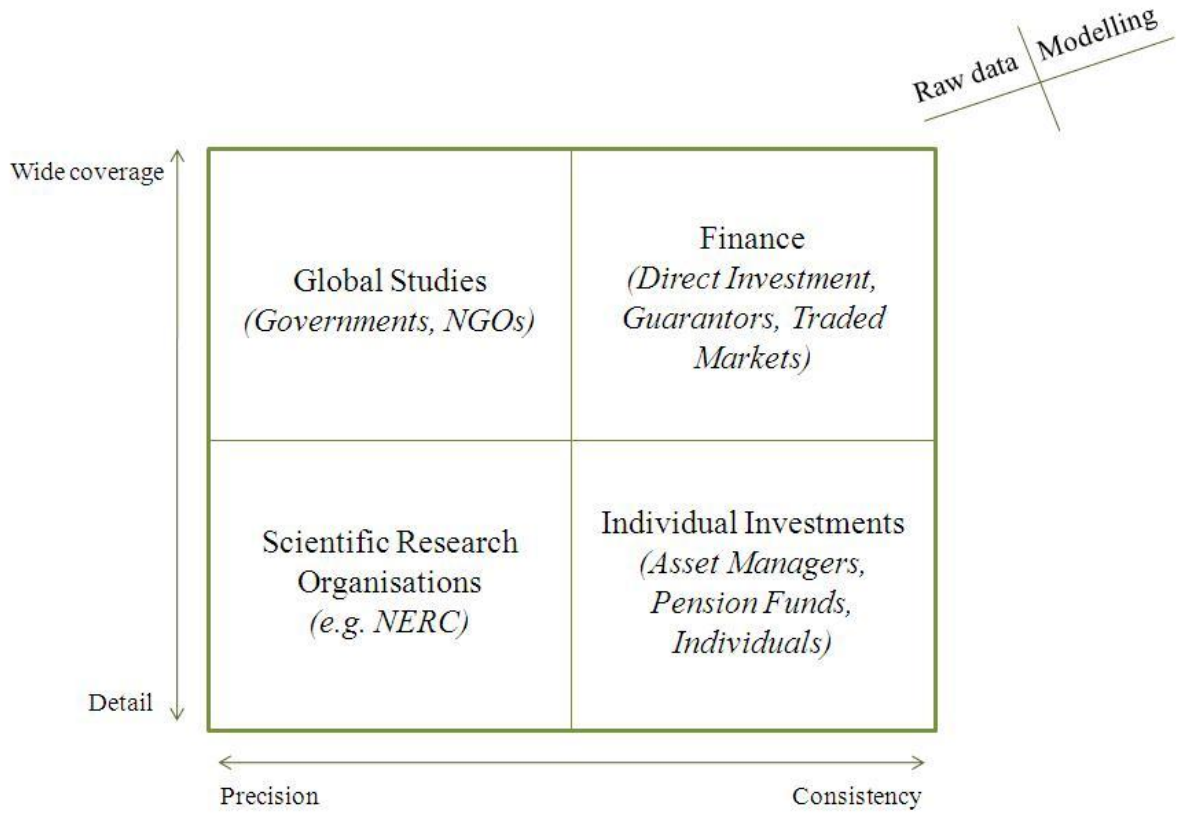 Raw data
Modelling
Wide coverage
Global Studies
(Governments, NGOs)
Finance
(Direct Investment,
Guarantors, Traded
Markets)
Scientific Research
Organisations
(e.g. NERC)
Individual Investments
(Asset Managers,
Pension Funds,
Individuals)
Detail
Precision
Consistency